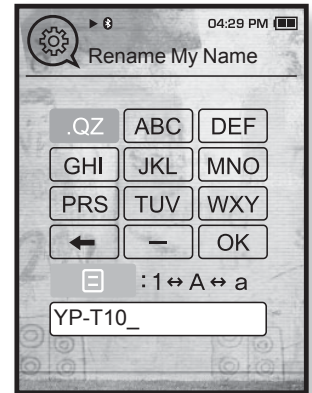 04:29 PM
Rename My Name
.QZ ABC DEF
GHI JKL MNO
PRS TUV WXY
← — OK
:1↔A↔a
YP-T10_